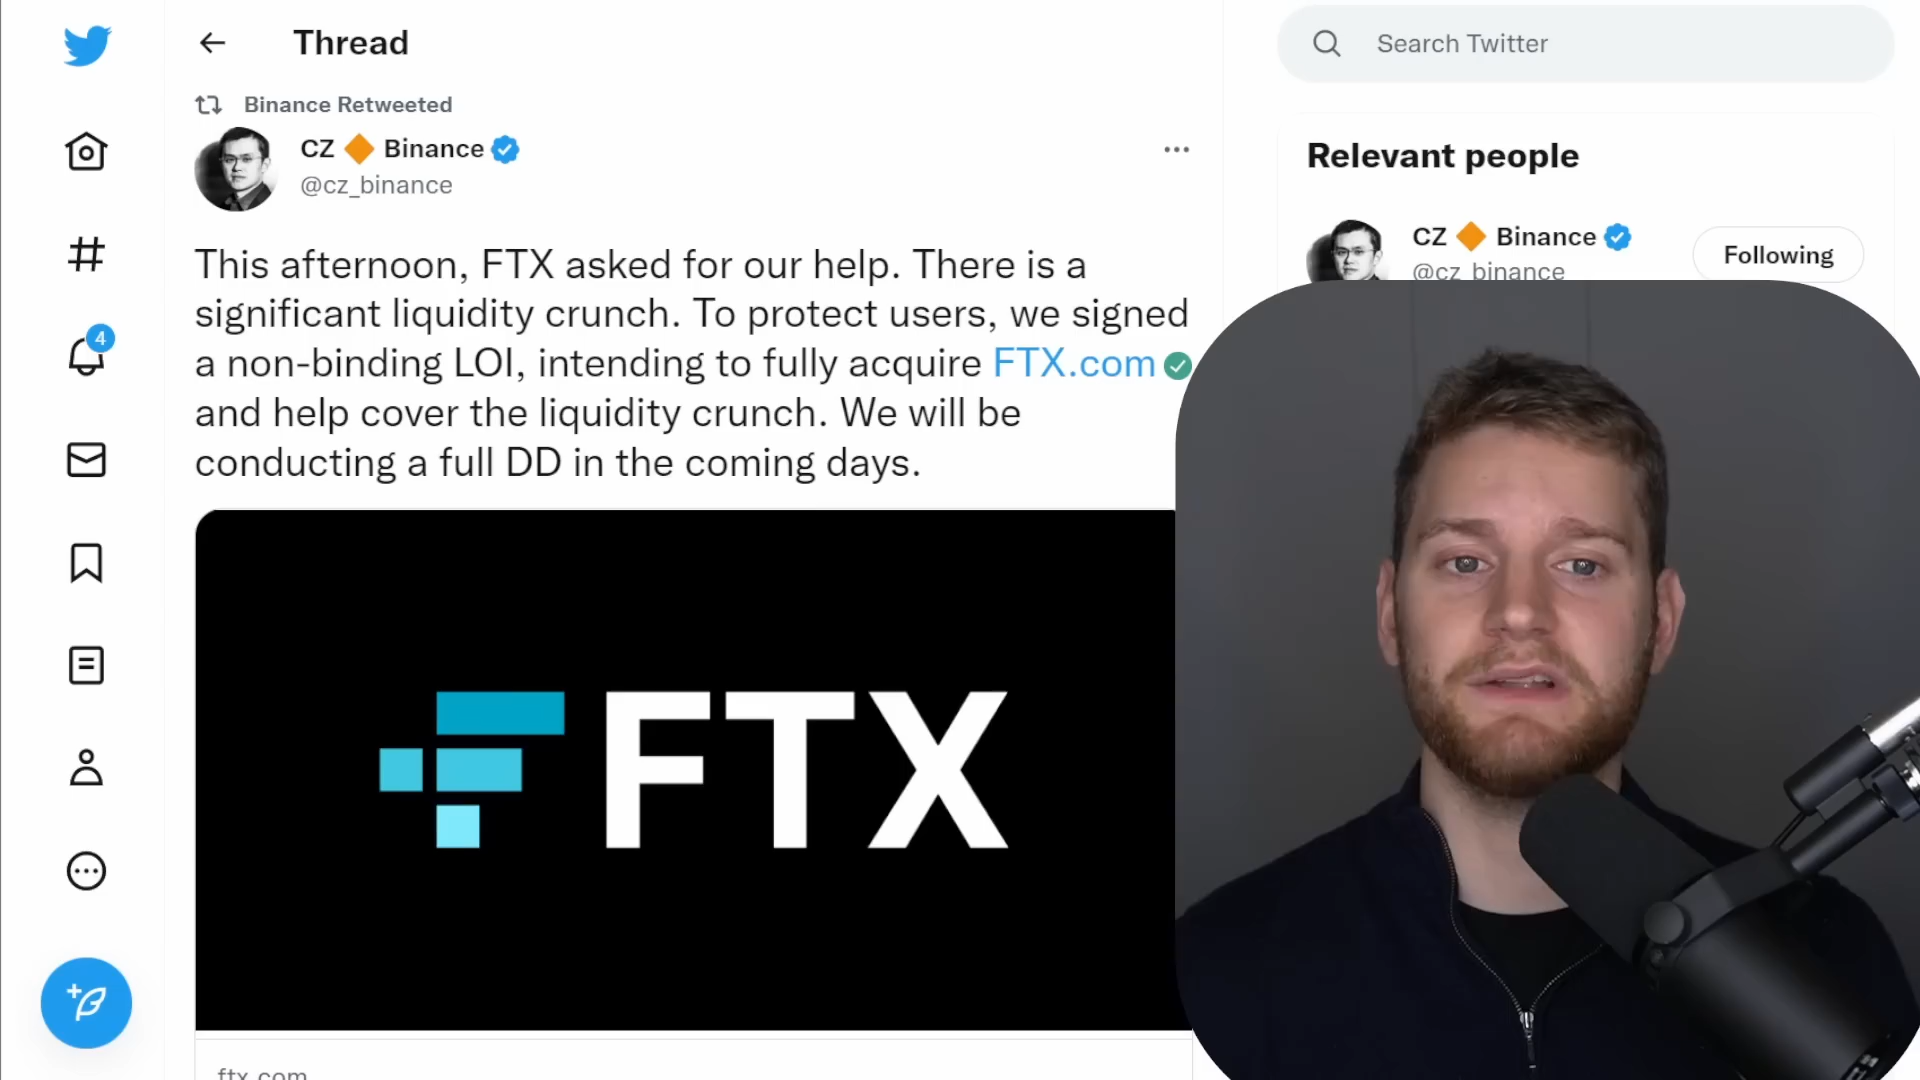 Thread
Search Twitter
Binance Retweeted
CZ 🔶 Binance
@cz_binance
This afternoon, FTX asked for our help. There is a
significant liquidity crunch. To protect users, we signed
a non-binding LOI, intending to fully acquire FTX.com
and help cover the liquidity crunch. We will be
conducting a full DD in the coming days.
FTX
ftx.com
4
Relevant people
CZ 🔶 Binance
@cz_binance
Following